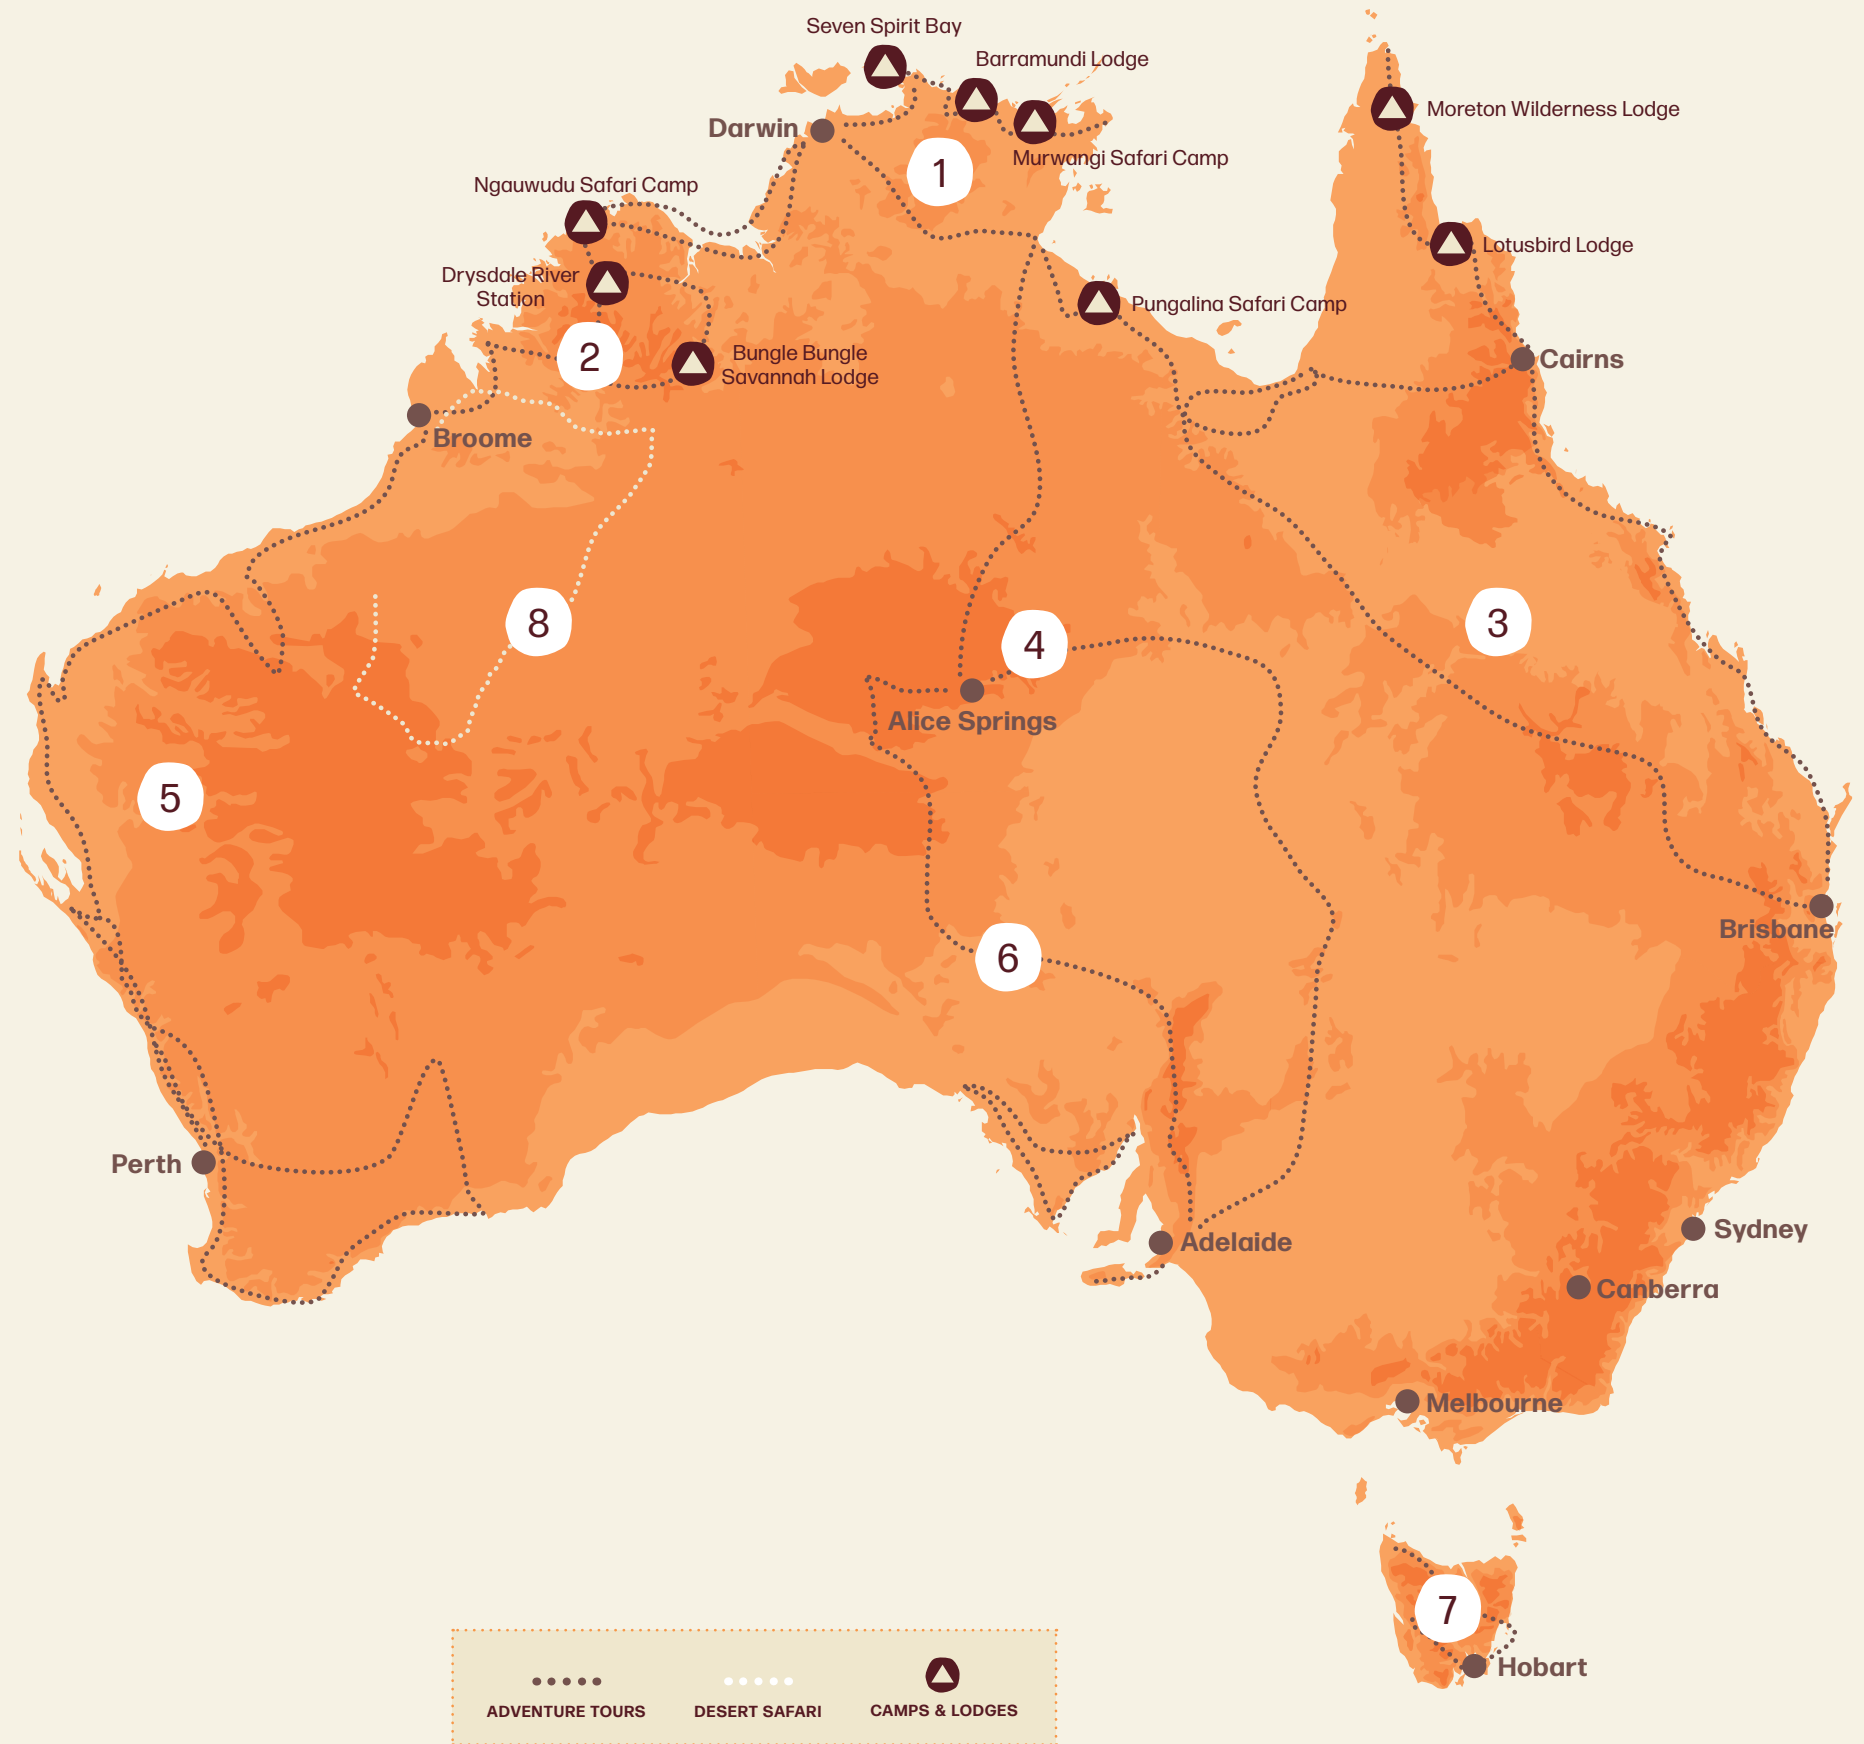 Seven Spirit Bay
Barramundi Lodge
Moreton Wilderness Lodge
Darwin
Murwangi Safari Camp
1
Ngauwudu Safari Camp
Lotusbird Lodge
Drysdale River
Station
Pungalina Safari Camp
2
Bungle Bungle
Savannah Lodge
Cairns
Broome
8
3
4
Alice Springs
5
Brisbane
6
Perth
Sydney
Adelaide
Canberra
Melbourne
7
Hobart
ADVENTURE TOURS
DESERT SAFARI
CAMPS & LODGES